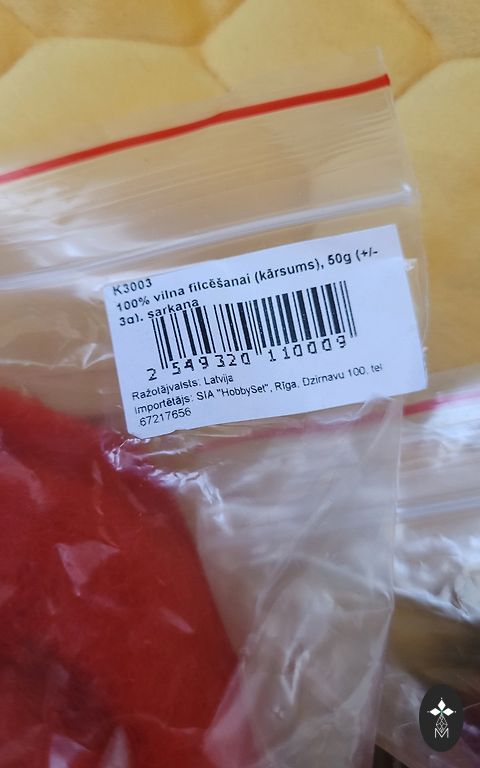 K3003
100% vilna filcēšanai (kārsums), 50g (+/-
3g), sarkana
2 549320 110009
Ražotājvalsts: Latvija
Importētājs: SIA "HobbySet", Rīga, Dzirnavu 100, tel
67217656
M